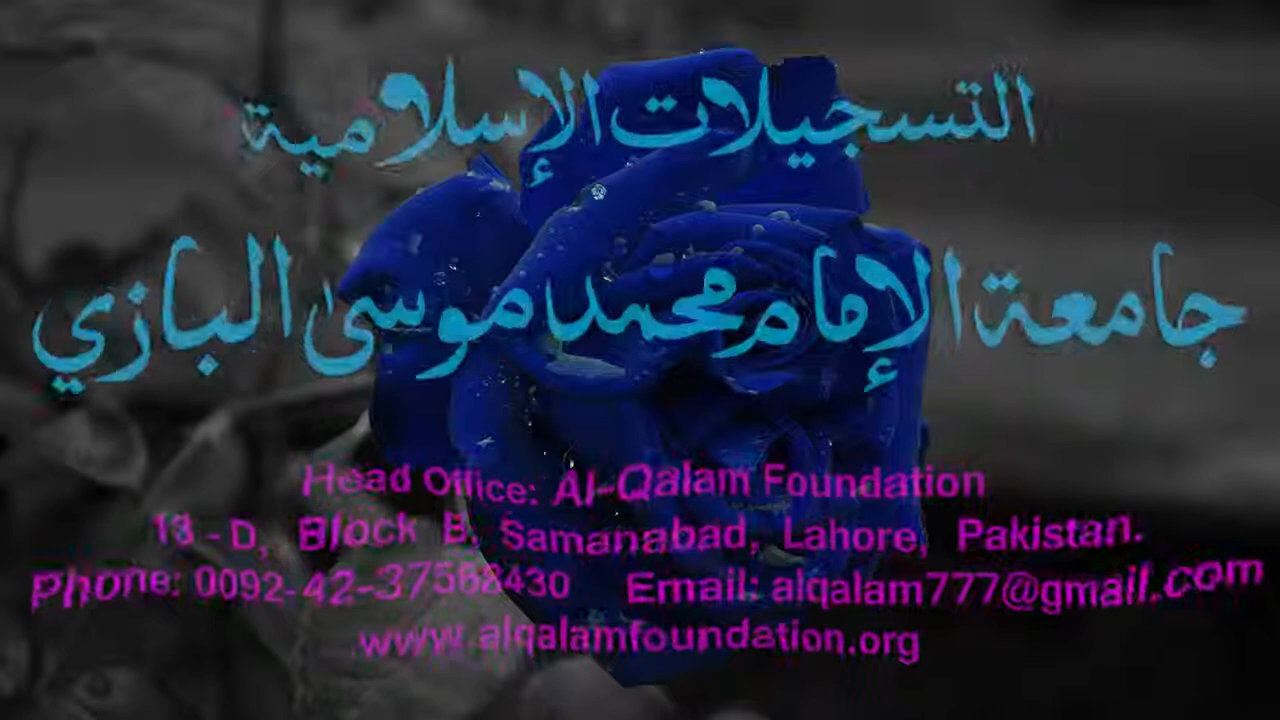 التسجيلات الإسلامية
جامعة الإمام محمد موسىٰ البازي
Head Office: Al-Qalam Foundation
13 - D, Block B, Samanabad, Lahore, Pakistan.
Phone: 0092-42-37568430 Email: alqalam777@gmail.com
www.alqalamfoundation.org